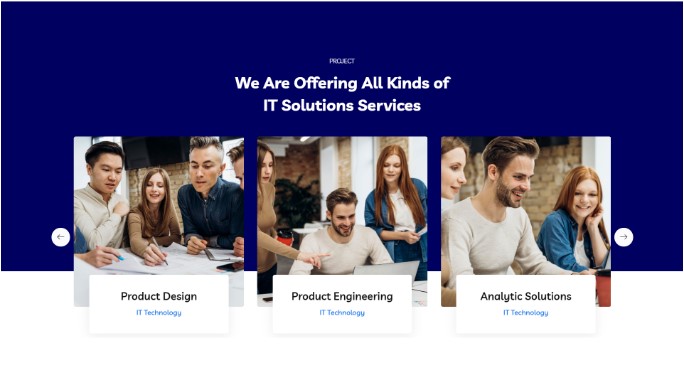 PROJECT
We Are Offering All Kinds of
IT Solutions Services
Product Design
IT Technology
Product Engineering
IT Technology
Analytic Solutions
IT Technology